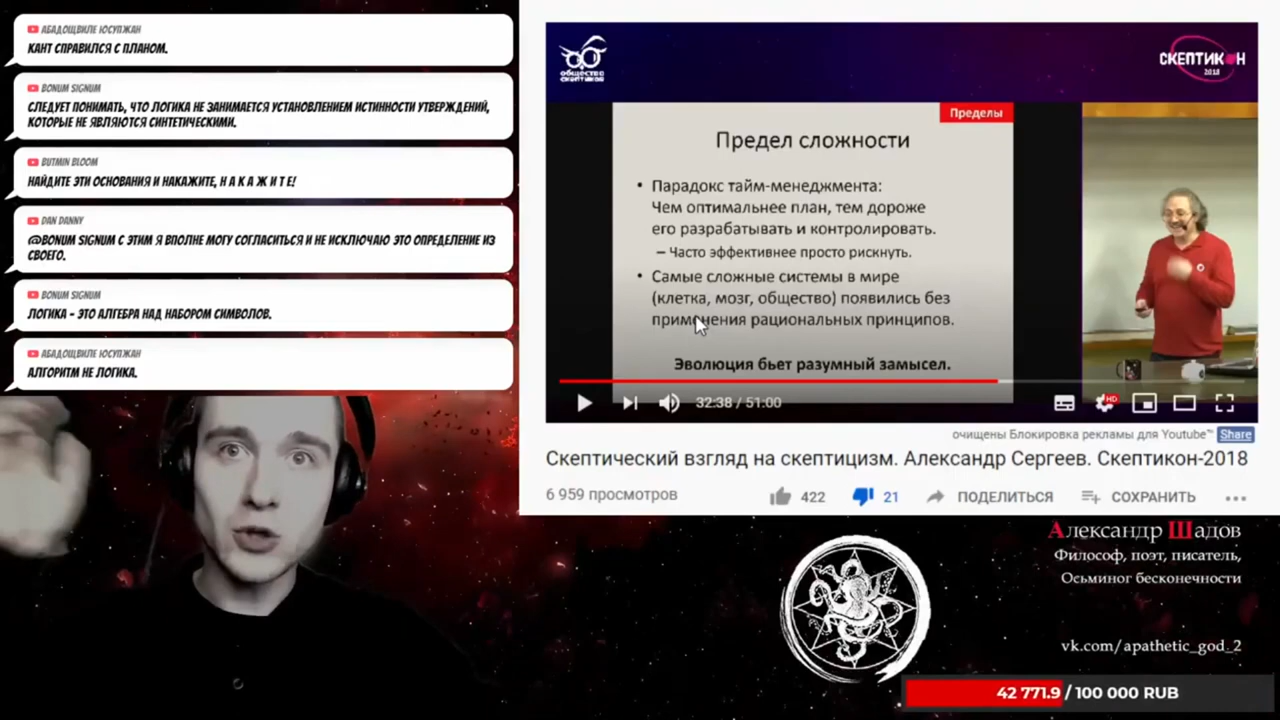 АБАДОЩВИЛЕ ЮСУПЖАН
КАНТ СПРАВИЛСЯ С ПЛАНОМ.
BONUM SIGNUM
СЛЕДУЕТ ПОНИМАТЬ, ЧТО ЛОГИКА НЕ ЗАНИМАЕТСЯ УСТАНОВЛЕНИЕМ ИСТИННОСТИ УТВЕРЖДЕНИЙ,
КОТОРЫЕ НЕ ЯВЛЯЮТСЯ СИНТЕТИЧЕСКИМИ.
BUTMIN BLOOM
НАЙДИТЕ ЭТИ ОСНОВАНИЯ И НАКАЖИТЕ, Н А К А Ж И Т Е!
DAN DANNY
@BONUM SIGNUM С ЭТИМ Я ВПОЛНЕ МОГУ СОГЛАСИТЬСЯ И НЕ ИСКЛЮЧАЮ ЭТО ОПРЕДЕЛЕНИЕ ИЗ
СВОЕГО.
BONUM SIGNUM
ЛОГИКА - ЭТО АЛГЕБРА НАД НАБОРОМ СИМВОЛОВ.
АБАДОЩВИЛЕ ЮСУПЖАН
АЛГОРИТМ НЕ ЛОГИКА.
общество
скептиков
СКЕПТИКОН
2018
Пределы
Предел сложности
• Парадокс тайм-менеджмента:
Чем оптимальнее план, тем дороже
его разрабатывать и контролировать.
– Часто эффективнее просто рискнуть.
• Самые сложные системы в мире
(клетка, мозг, общество) появились без
применения рациональных принципов.
Эволюция бьет разумный замысел.
32:38 / 51:00
HD
очищены Блокировка рекламы для Youtube™ Share
Скептический взгляд на скептицизм. Александр Сергеев. Скептикон-2018
6 959 просмотров
422
21
ПОДЕЛИТЬСЯ
СОХРАНИТЬ
Александр Шадов
Философ, поэт, писатель,
Осьминог бесконечности
vk.com/apathetic_god_2
42 771.9 / 100 000 RUB